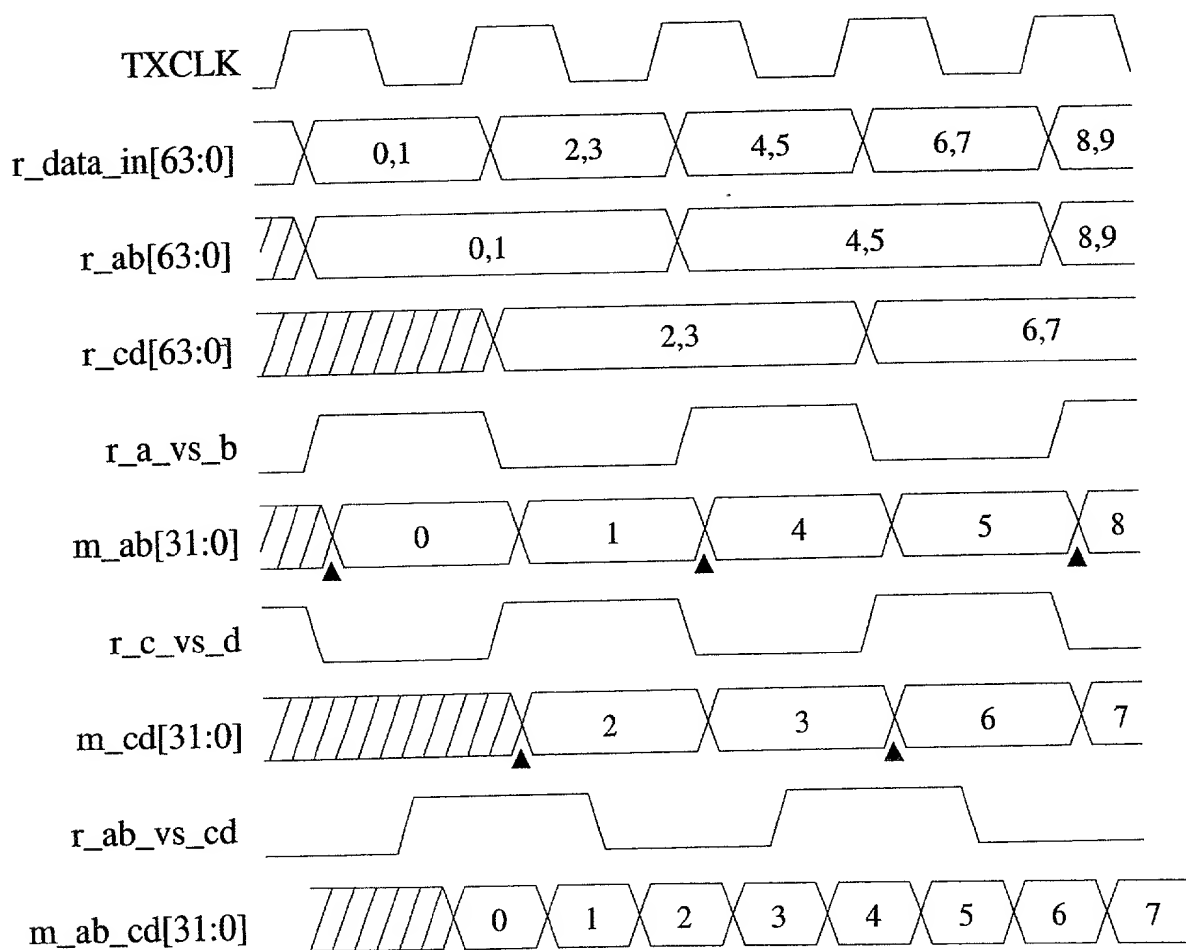 TXCLK
r_data_in[63:0] 0,1 2,3 4,5 6,7 8,9
r_ab[63:0] 0,1 4,5 8,9
r_cd[63:0] 2,3 6,7
r_a_vs_b
m_ab[31:0] 0 1 4 5 8
r_c_vs_d
m_cd[31:0] 2 3 6 7
r_ab_vs_cd
m_ab_cd[31:0] 0 1 2 3 4 5 6 7